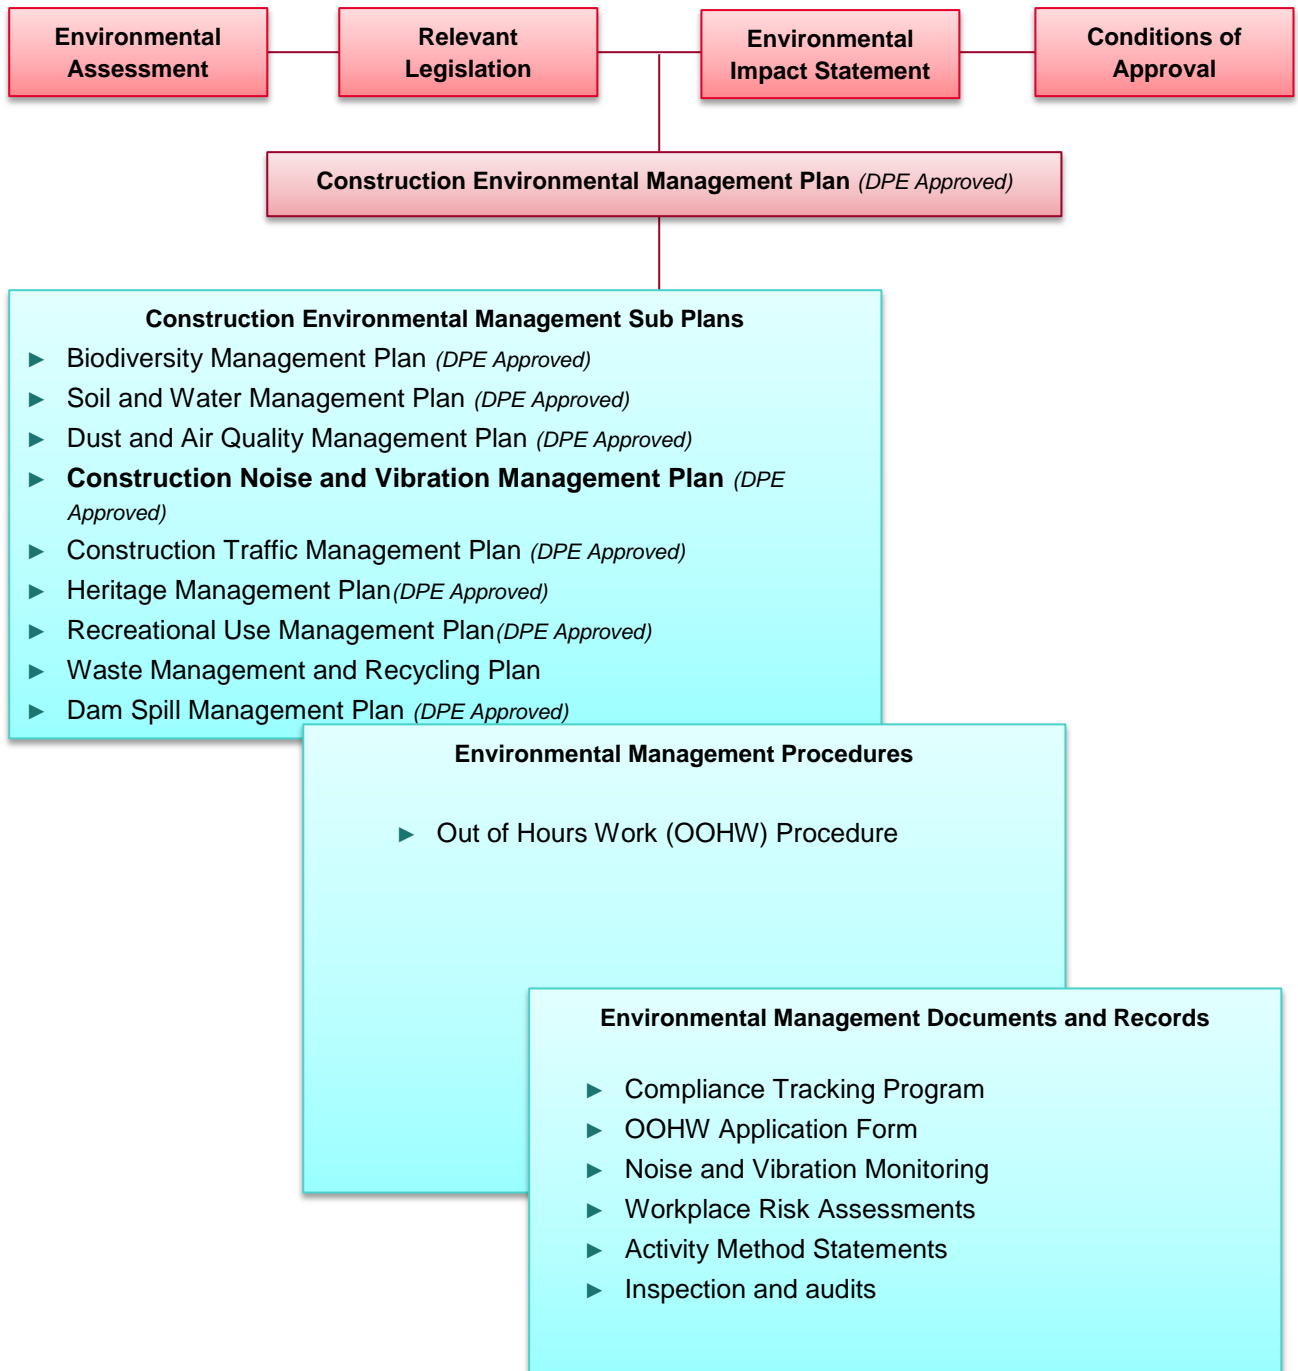 Environmental
Assessment
Relevant
Legislation
Environmental
Impact Statement
Conditions of
Approval
Construction Environmental Management Plan (DPE Approved)
Construction Environmental Management Sub Plans
► Biodiversity Management Plan (DPE Approved)
► Soil and Water Management Plan (DPE Approved)
► Dust and Air Quality Management Plan (DPE Approved)
► Construction Noise and Vibration Management Plan (DPE
Approved)
► Construction Traffic Management Plan (DPE Approved)
► Heritage Management Plan(DPE Approved)
► Recreational Use Management Plan(DPE Approved)
► Waste Management and Recycling Plan
► Dam Spill Management Plan (DPE Approved)
Environmental Management Procedures
► Out of Hours Work (OOHW) Procedure
Environmental Management Documents and Records
► Compliance Tracking Program
► OOHW Application Form
► Noise and Vibration Monitoring
► Workplace Risk Assessments
► Activity Method Statements
► Inspection and audits